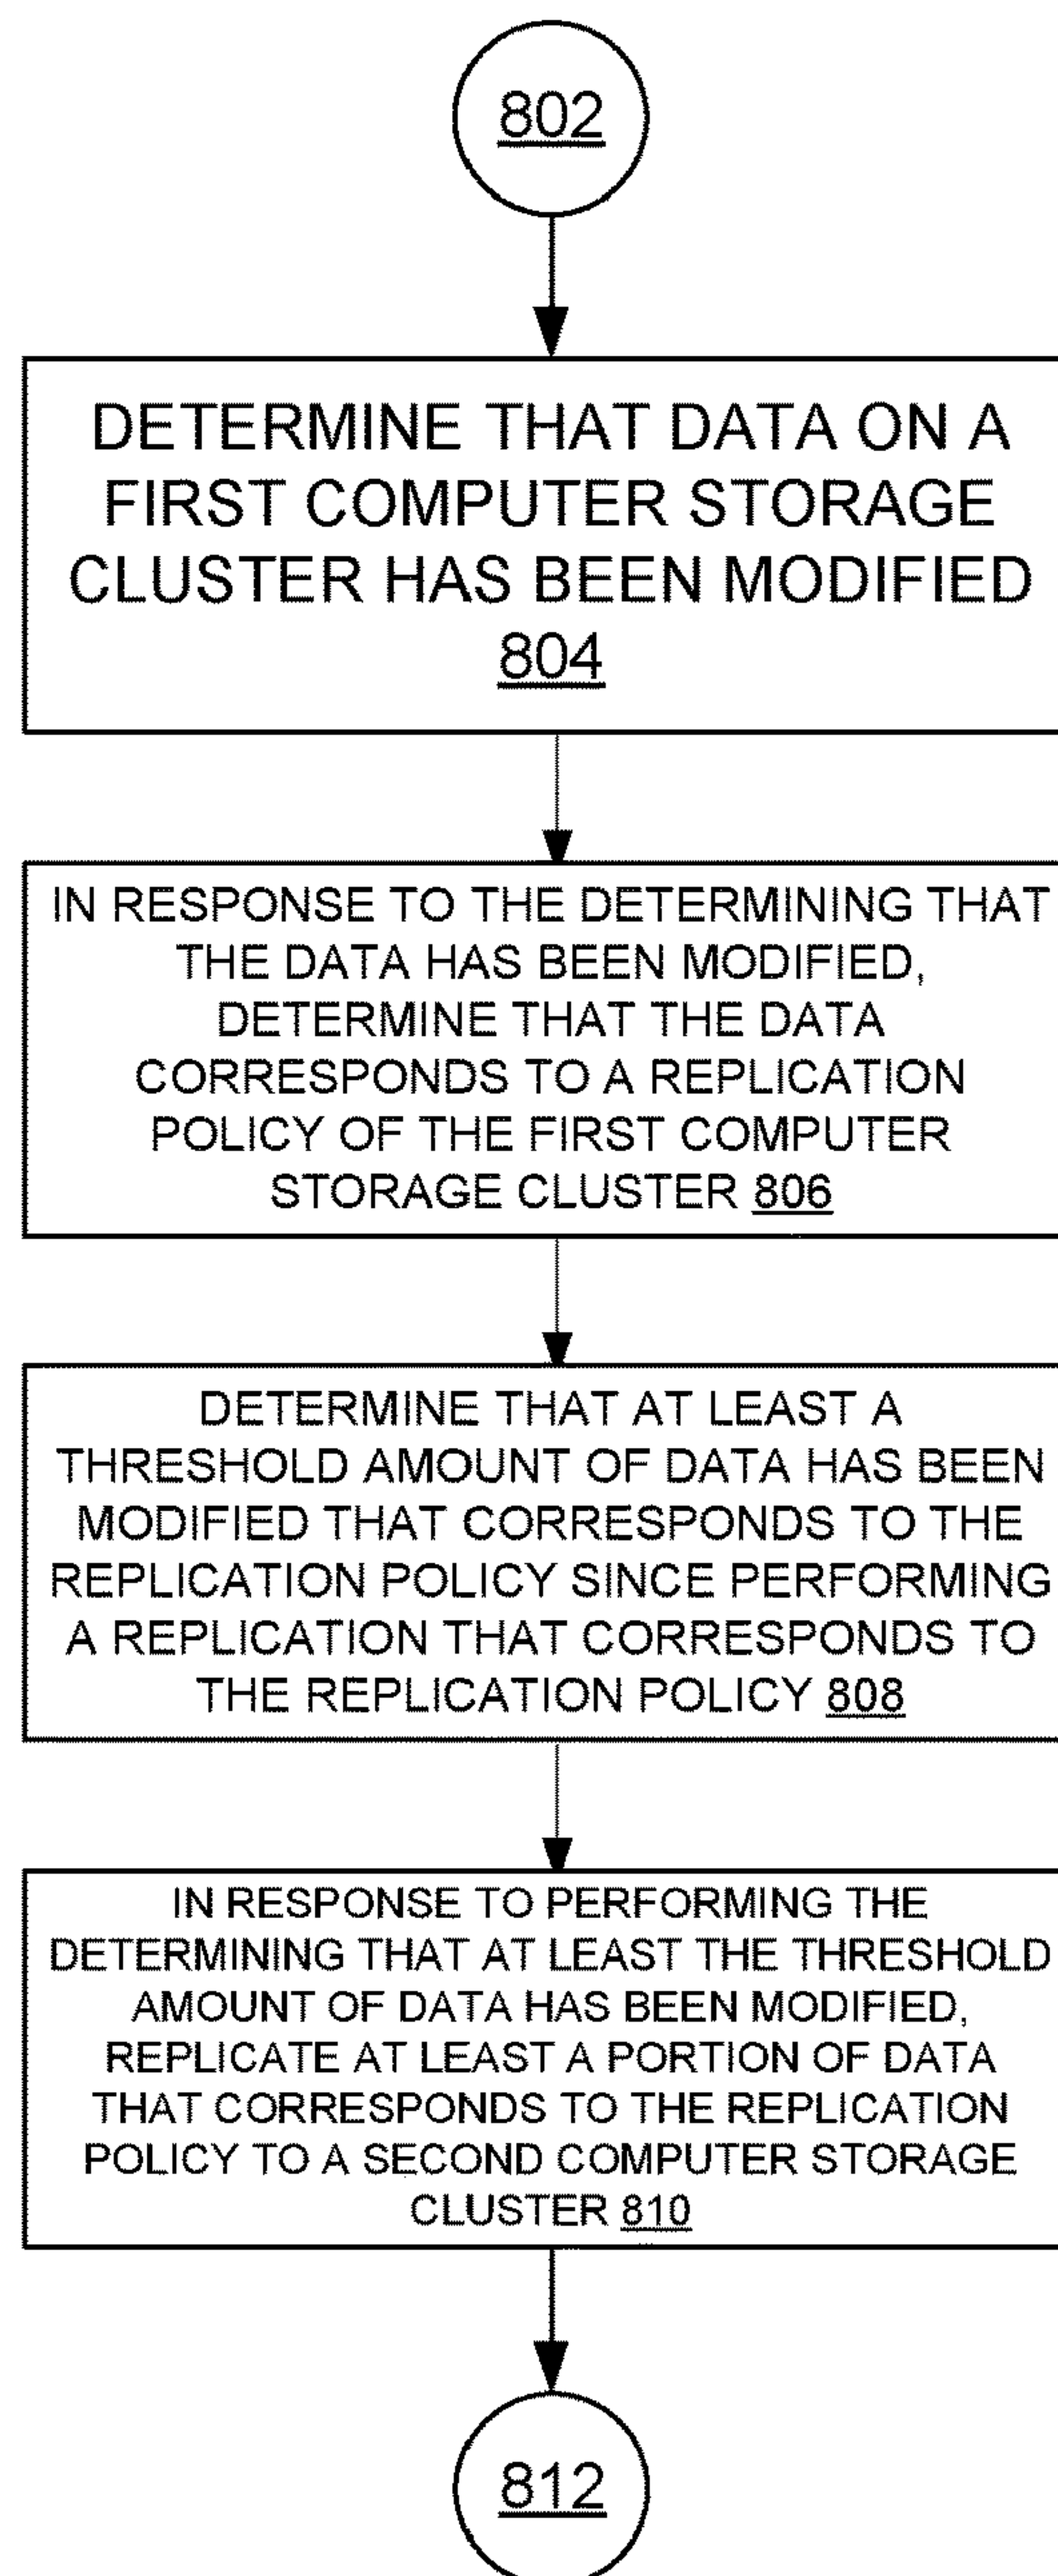 802
DETERMINE THAT DATA ON A
FIRST COMPUTER STORAGE
CLUSTER HAS BEEN MODIFIED
804
IN RESPONSE TO THE DETERMINING THAT
THE DATA HAS BEEN MODIFIED,
DETERMINE THAT THE DATA
CORRESPONDS TO A REPLICATION
POLICY OF THE FIRST COMPUTER
STORAGE CLUSTER 806
DETERMINE THAT AT LEAST A
THRESHOLD AMOUNT OF DATA HAS BEEN
MODIFIED THAT CORRESPONDS TO THE
REPLICATION POLICY SINCE PERFORMING
A REPLICATION THAT CORRESPONDS TO
THE REPLICATION POLICY 808
IN RESPONSE TO PERFORMING THE
DETERMINING THAT AT LEAST THE THRESHOLD
AMOUNT OF DATA HAS BEEN MODIFIED,
REPLICATE AT LEAST A PORTION OF DATA
THAT CORRESPONDS TO THE REPLICATION
POLICY TO A SECOND COMPUTER STORAGE
CLUSTER 810
812